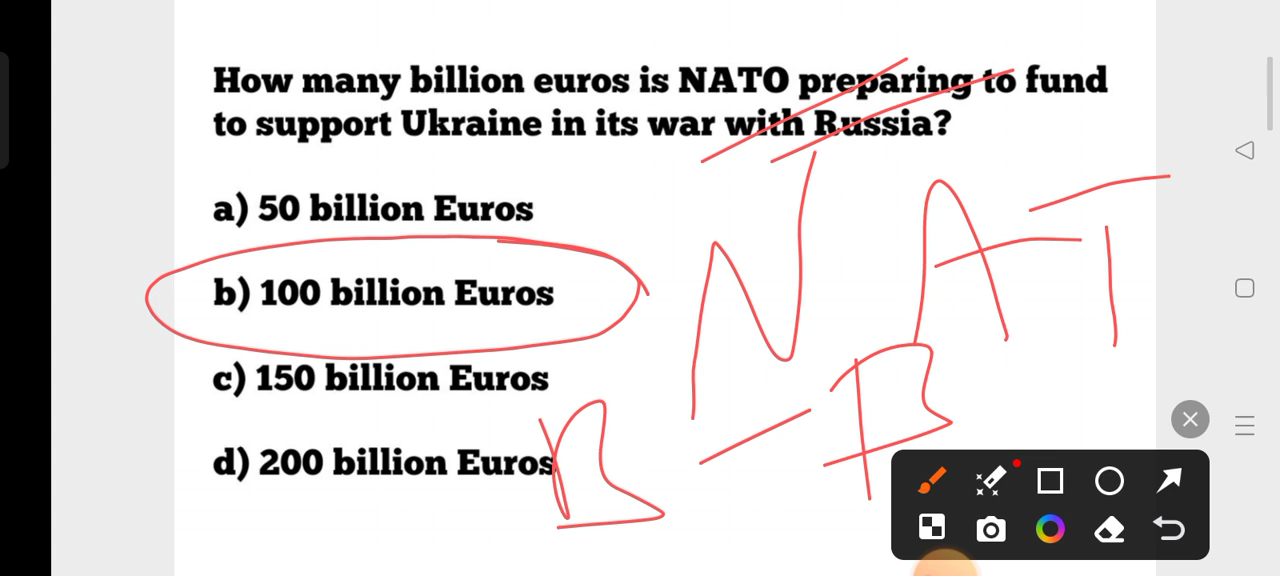 How many billion euros is NATO preparing to fund
to support Ukraine in its war with Russia?
a) 50 billion Euros
b) 100 billion Euros
c) 150 billion Euros
d) 200 billion Euros
NAT
B
B